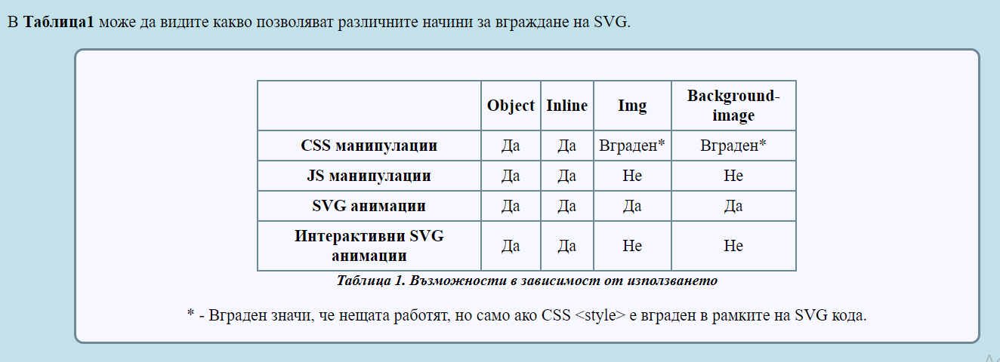 В Таблица1 може да видите какво позволяват различните начини за вграждане на SVG.
Object Inline Img Background-
image
CSS манипулации Да Да Вграден* Вграден*
JS манипулации Да Да Не Не
SVG анимации Да Да Да Да
Интерактивни SVG
анимации Да Да Не Не
Таблица 1. Възможности в зависимост от използването
* - Вграден значи, че нещата работят, но само ако CSS <style> е вграден в рамките на SVG кода.